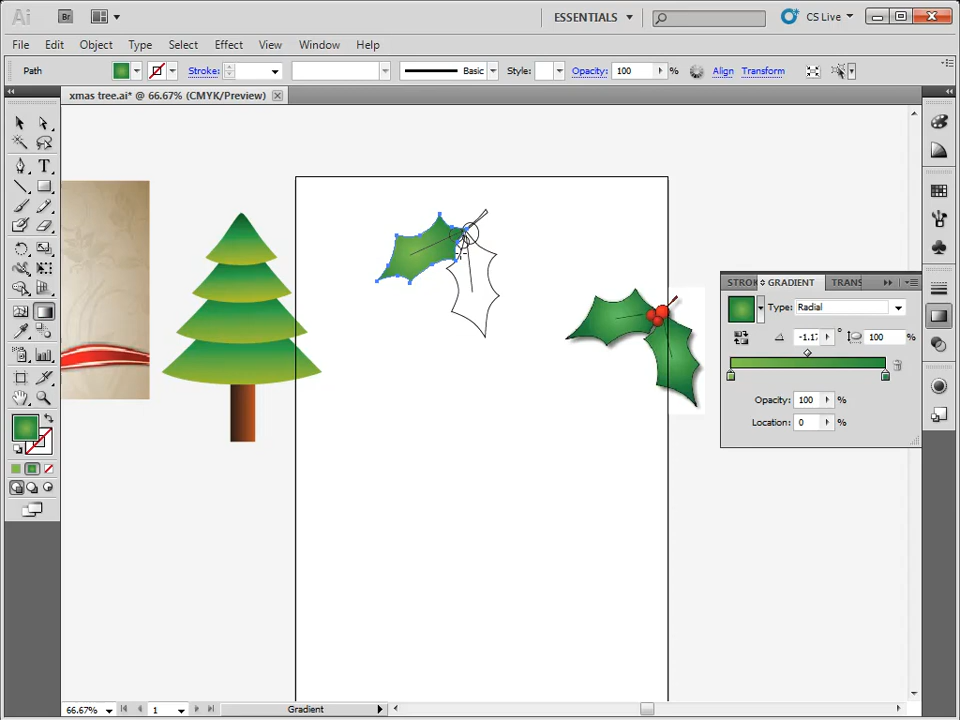 Ai Br ESSENTIALS CS Live
File Edit Object Type Select Effect View Window Help
Path Stroke: Basic Style: Opacity: 100 % Align Transform
xmas tree.ai* @ 66.67% (CMYK/Preview)
STROK GRADIENT TRANS
Type: Radial
-1.17 ° 100 %
Opacity: 100 %
Location: 0 %
66.67% 1 Gradient